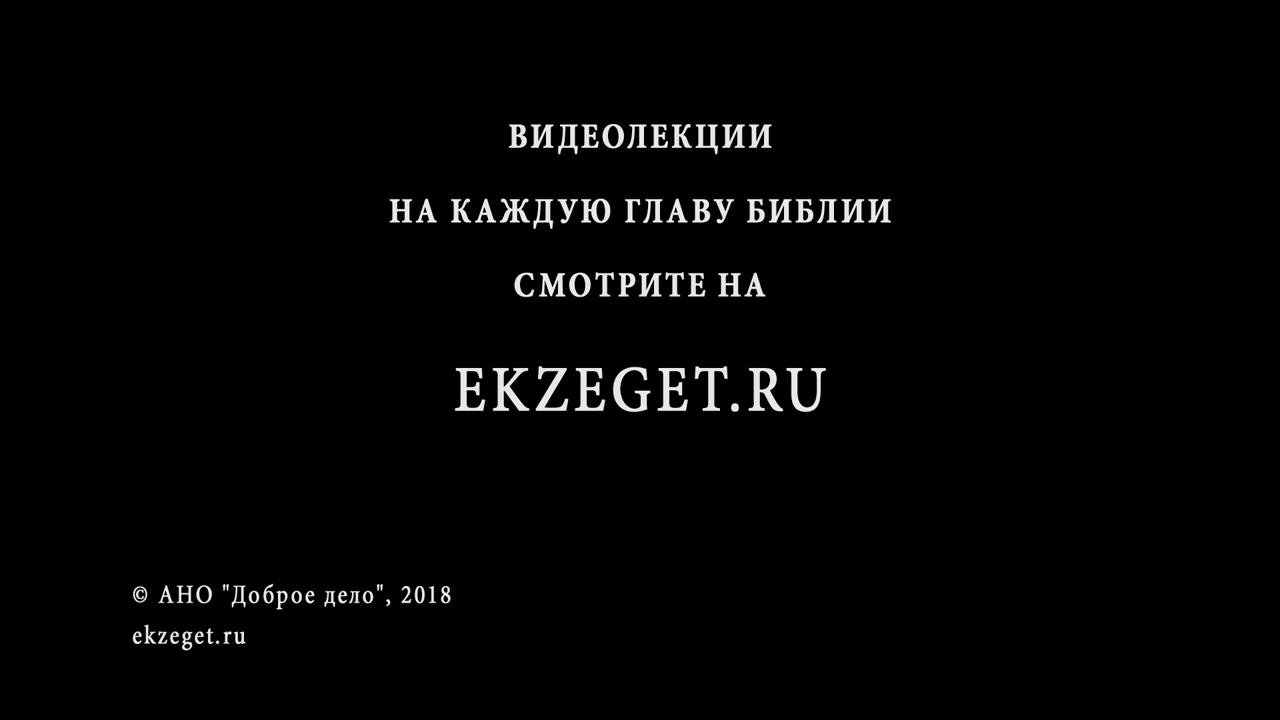 ВИДЕОЛЕКЦИИ
НА КАЖДУЮ ГЛАВУ БИБЛИИ
СМОТРИТЕ НА
EKZEGET.RU
© АНО "Доброе дело", 2018
ekzeget.ru